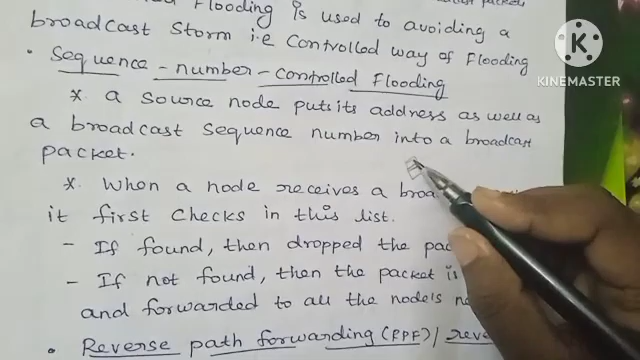 Flooding is used to avoiding a
broadcast storm i.e controlled way of Flooding
• Sequence-number-controlled Flooding
* a source node puts its address as well as
a broadcast sequence number into a broadcast
packet.
* When a node receives a
it first checks in this list.
- If found, then dropped the
- If not found, then the packet is
and forwarded to all the node's
• Reverse path forwarding (RPF)/
K
KINEMASTER